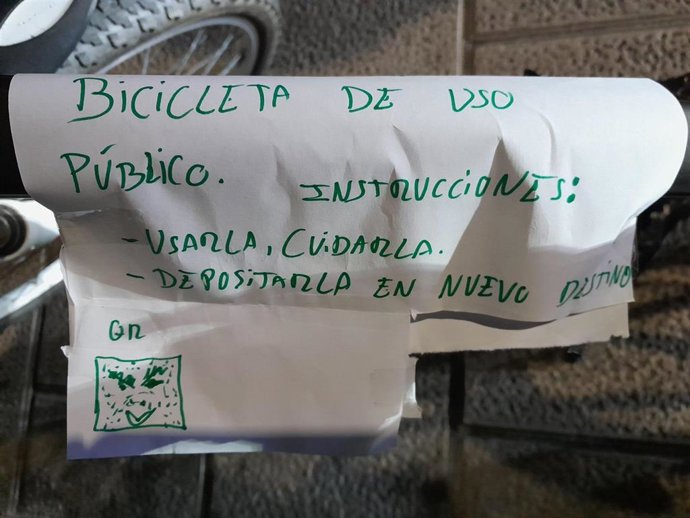 BICICLETA DE USO
PÚBLICO. INSTRUCCIONES:
- USARLA, CUIDARLA.
- DEPOSITARLA EN NUEVO DESTINO
QR